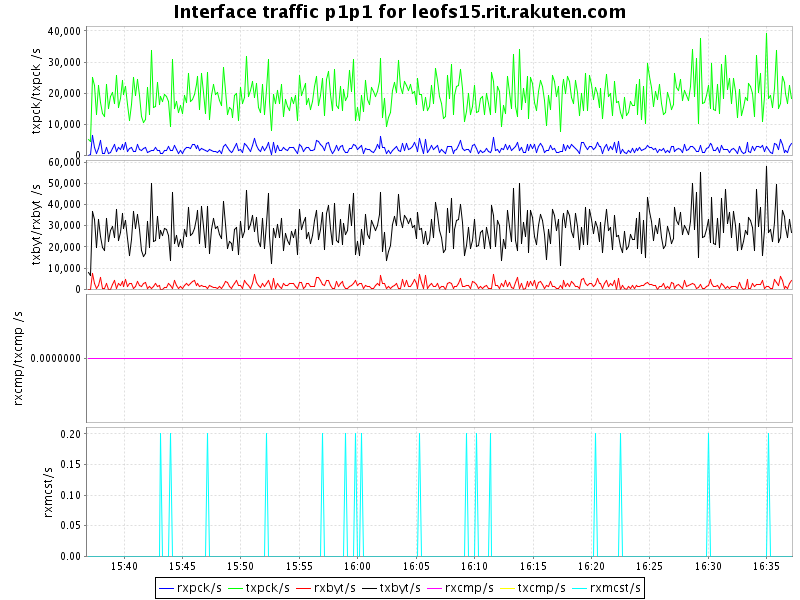 Interface traffic p1p1 for leofs15.rit.rakuten.com
txpck/txpck /s
40,000
30,000
20,000
10,000
0
txbyt/rxbyt /s
60,000
50,000
40,000
30,000
20,000
10,000
0
rxcmp/txcmp /s
0.0000000
rxmcst/s
0.20
0.15
0.10
0.05
0.00
15:40 15:45 15:50 15:55 16:00 16:05 16:10 16:15 16:20 16:25 16:30 16:35
rxpck/s txpck/s rxbyt/s txbyt/s rxcmp/s txcmp/s rxmcst/s